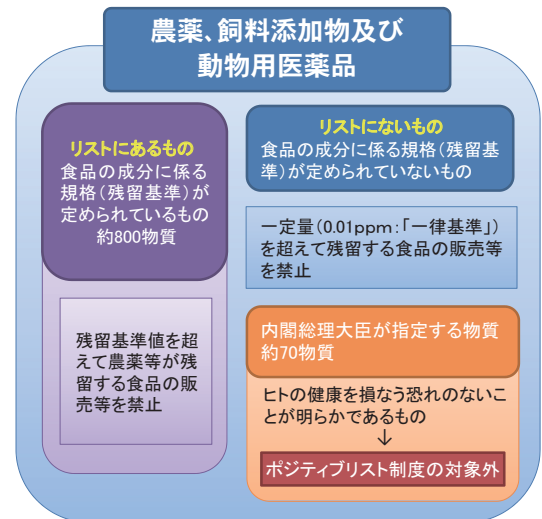 農薬、飼料添加物及び
動物用医薬品
リストにあるもの
食品の成分に係る
規格（残留基準）が
定められているもの
約800物質
残留基準値を超
えて農薬等が残
留する食品の販
売等を禁止
リストにないもの
食品の成分に係る規格（残留基
準）が定められていないもの
一定量（0.01ppm：「一律基準」）
を超えて残留する食品の販売等
を禁止
内閣総理大臣が指定する物質
約70物質
ヒトの健康を損なう恐れのないこ
とが明らかであるもの
↓
ポジティブリスト制度の対象外